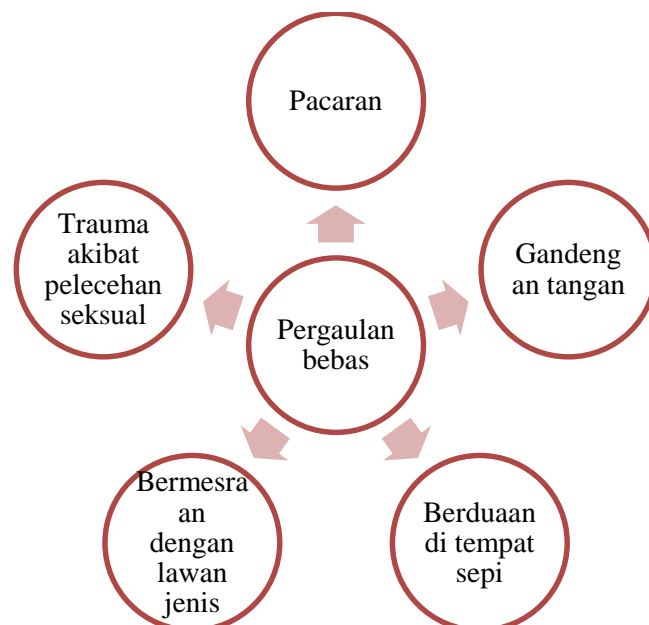 Pacaran
Trauma
akibat
pelecehan
seksual
Gandeng
an tangan
Pergaulan
bebas
Bermesra
an
dengan
lawan
jenis
Berduaan
di tempat
sepi